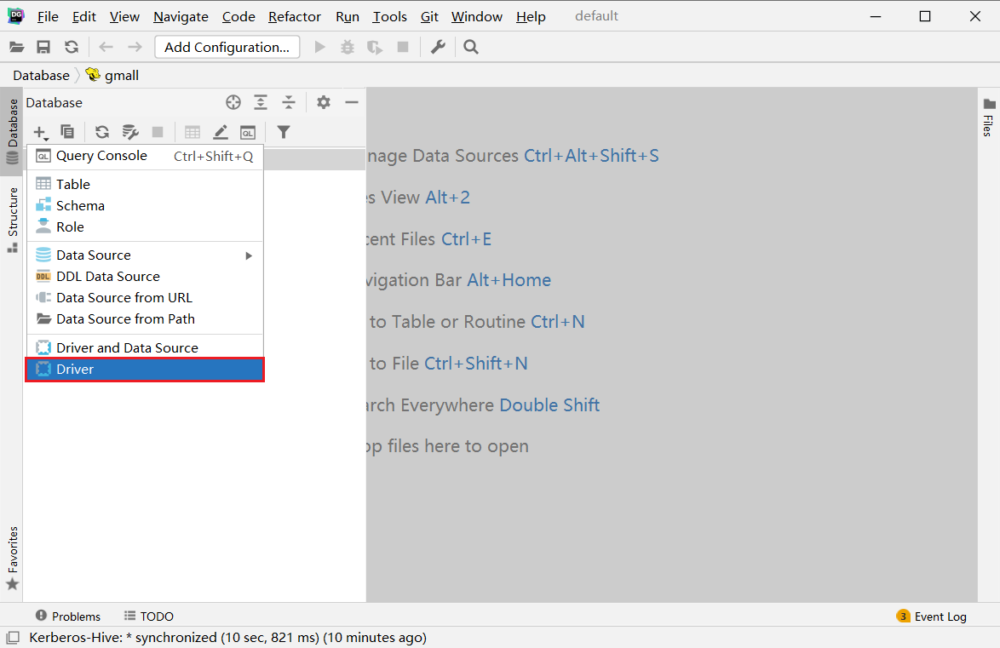 DG
File Edit View Navigate Code Refactor Run Tools Git Window Help default
Add Configuration...
Database gmall
Database
Database
Structure
Favorites
QL
QL Query Console Ctrl+Shift+Q
Table
Schema
Role
Data Source
DDL DDL Data Source
Data Source from URL
Data Source from Path
Driver and Data Source
Driver
nage Data Sources Ctrl+Alt+Shift+S
es View Alt+2
cent Files Ctrl+E
vigation Bar Alt+Home
to Table or Routine Ctrl+N
to File Ctrl+Shift+N
arch Everywhere Double Shift
op files here to open
Files
Problems TODO 3 Event Log
Kerberos-Hive: * synchronized (10 sec, 821 ms) (10 minutes ago)